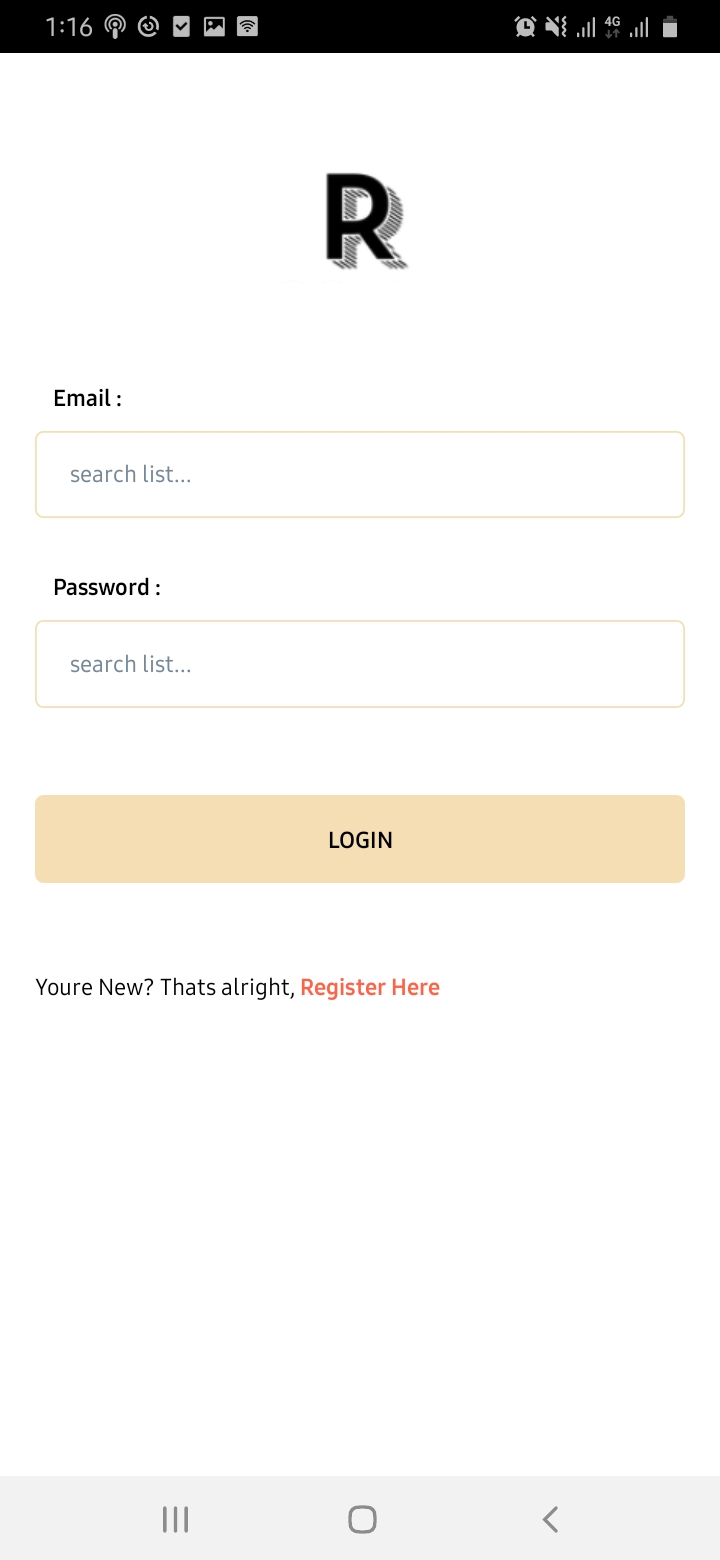 1:16
4G
R
Email :
search list...
Password :
search list...
LOGIN
Youre New? Thats alright, Register Here